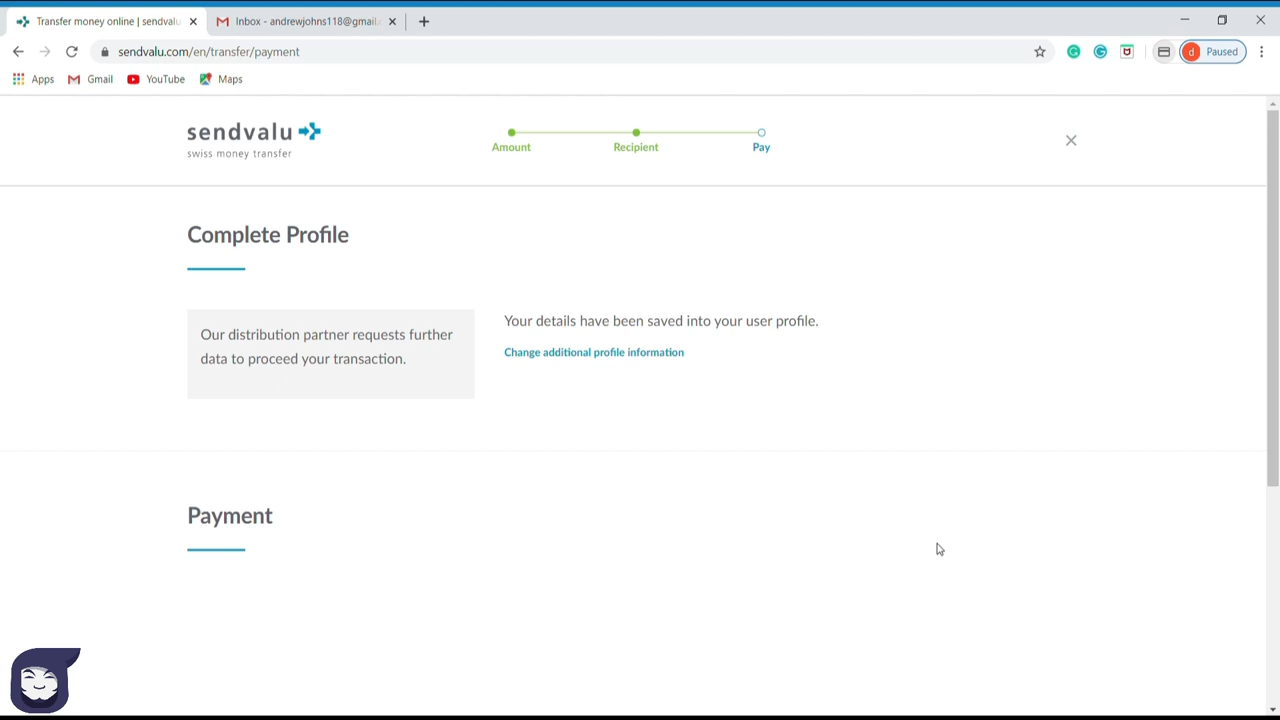 Transfer money online | sendvalu
Inbox - andrewjohns118@gmail.
sendvalu.com/en/transfer/payment
d Paused
Apps Gmail YouTube Maps
sendvalu
swiss money transfer
Amount Recipient Pay
Complete Profile
Our distribution partner requests further
data to proceed your transaction.
Your details have been saved into your user profile.
Change additional profile information
Payment